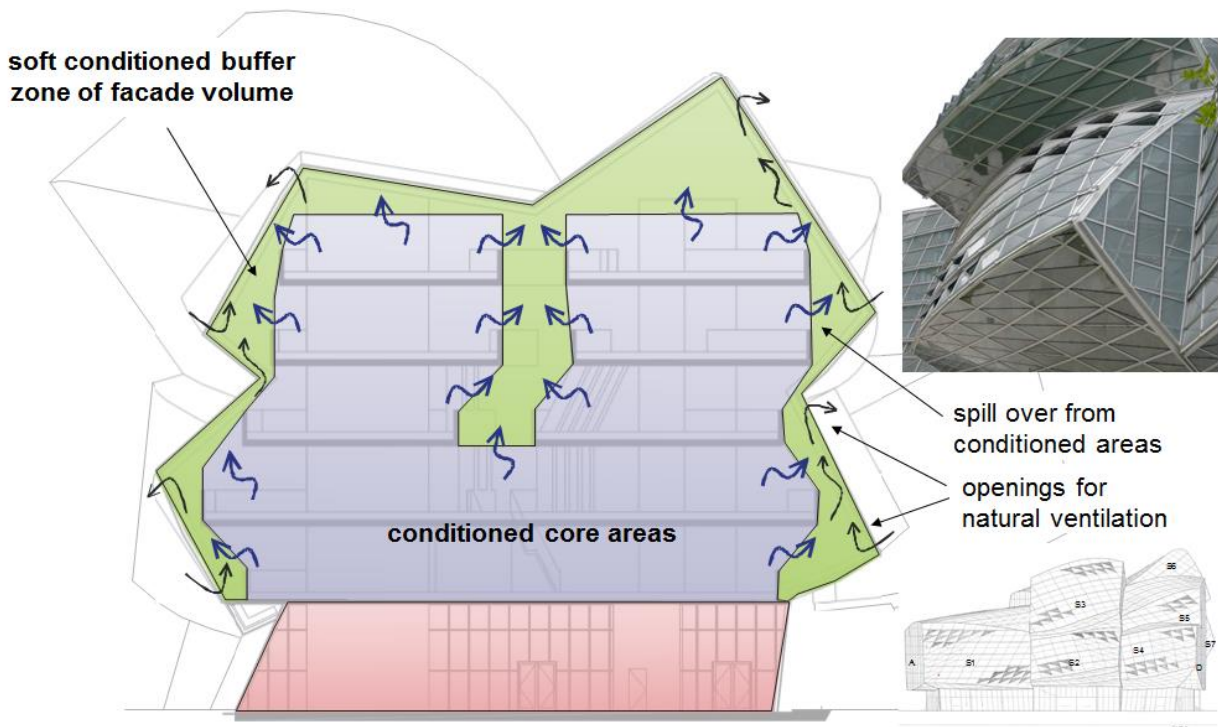 soft conditioned buffer
zone of facade volume
spill over from
conditioned areas
openings for
natural ventilation
conditioned core areas
S6
S3
S5
S7
S4
A
S1
S2
D